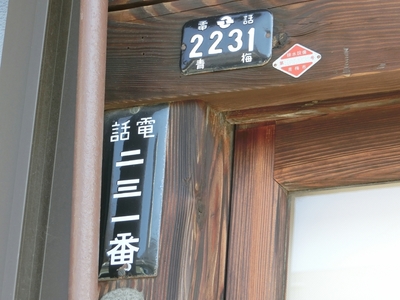 電話
2231
青梅
電話
二三一番